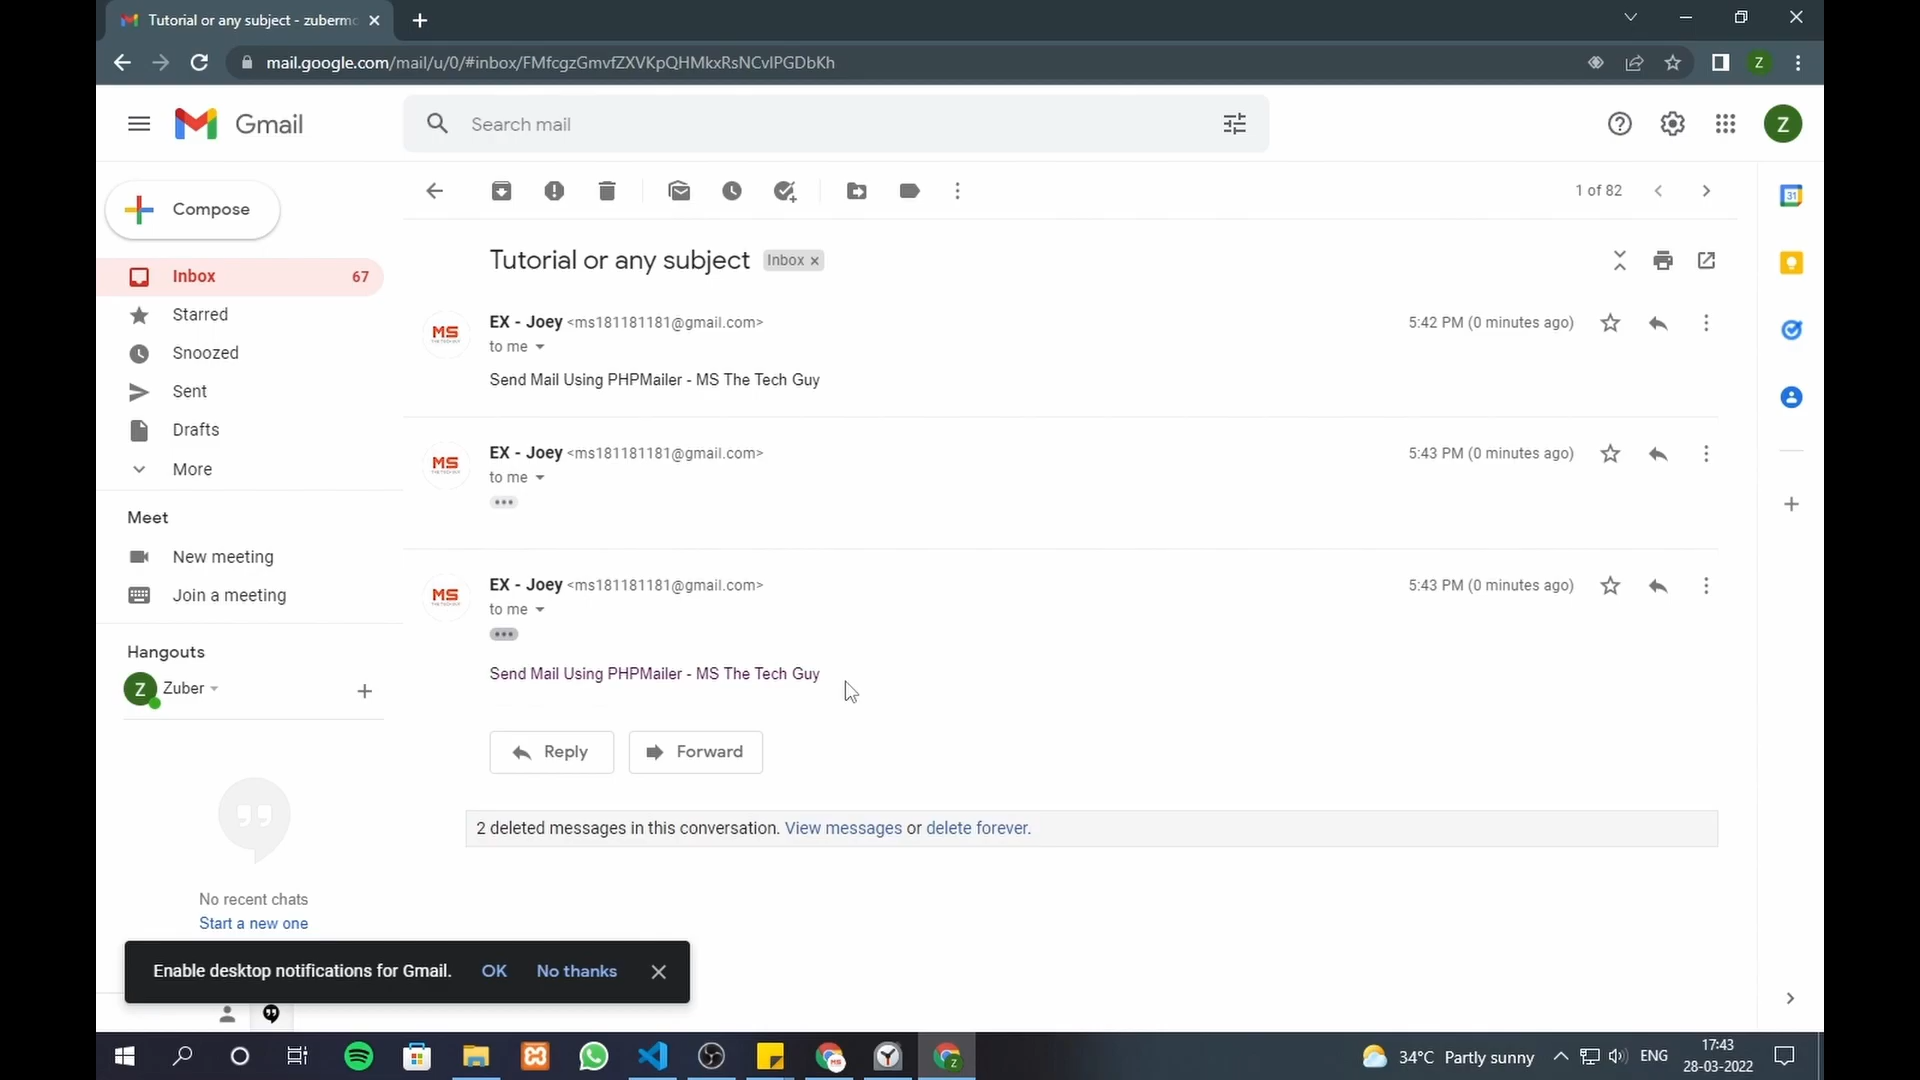 Tutorial or any subject - zuberm
mail.google.com/mail/u/0/#inbox/FMfcgzGmvfZXVKpQHMkxRsNCvlPGDbKh
Z
Gmail
Search mail
Z
Compose
1 of 82
31
Inbox 67
Starred
Snoozed
Sent
Drafts
More
Meet
New meeting
Join a meeting
Hangouts
Z Zuber
No recent chats
Start a new one
Tutorial or any subject Inbox x
MS
EX - Joey <ms181181181@gmail.com> 5:42 PM (0 minutes ago)
to me
Send Mail Using PHPMailer - MS The Tech Guy
MS
EX - Joey <ms181181181@gmail.com> 5:43 PM (0 minutes ago)
to me
MS
EX - Joey <ms181181181@gmail.com> 5:43 PM (0 minutes ago)
to me
Send Mail Using PHPMailer - MS The Tech Guy
Reply Forward
2 deleted messages in this conversation. View messages or delete forever.
Enable desktop notifications for Gmail. OK No thanks
34°C Partly sunny ENG 17:43
28-03-2022